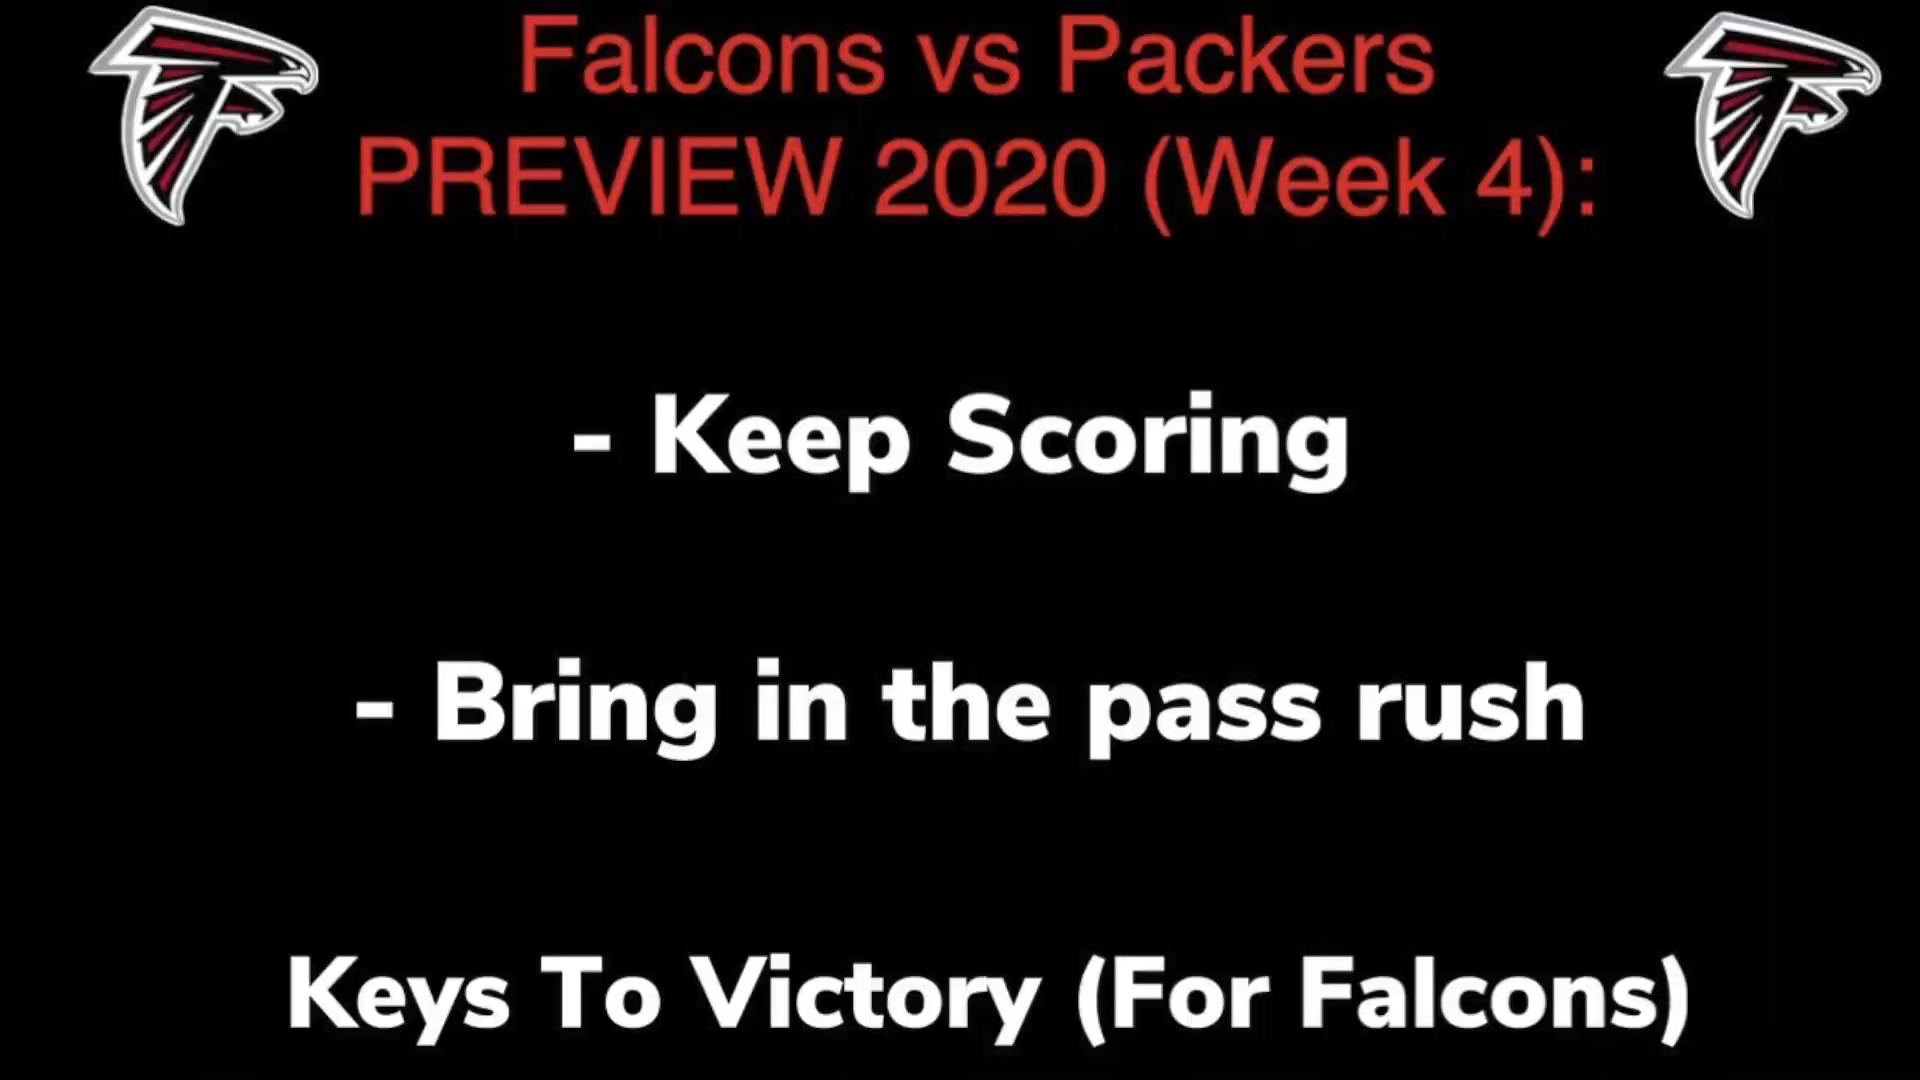 Falcons vs Packers
PREVIEW 2020 (Week 4):
- Keep Scoring
- Bring in the pass rush
Keys To Victory (For Falcons)